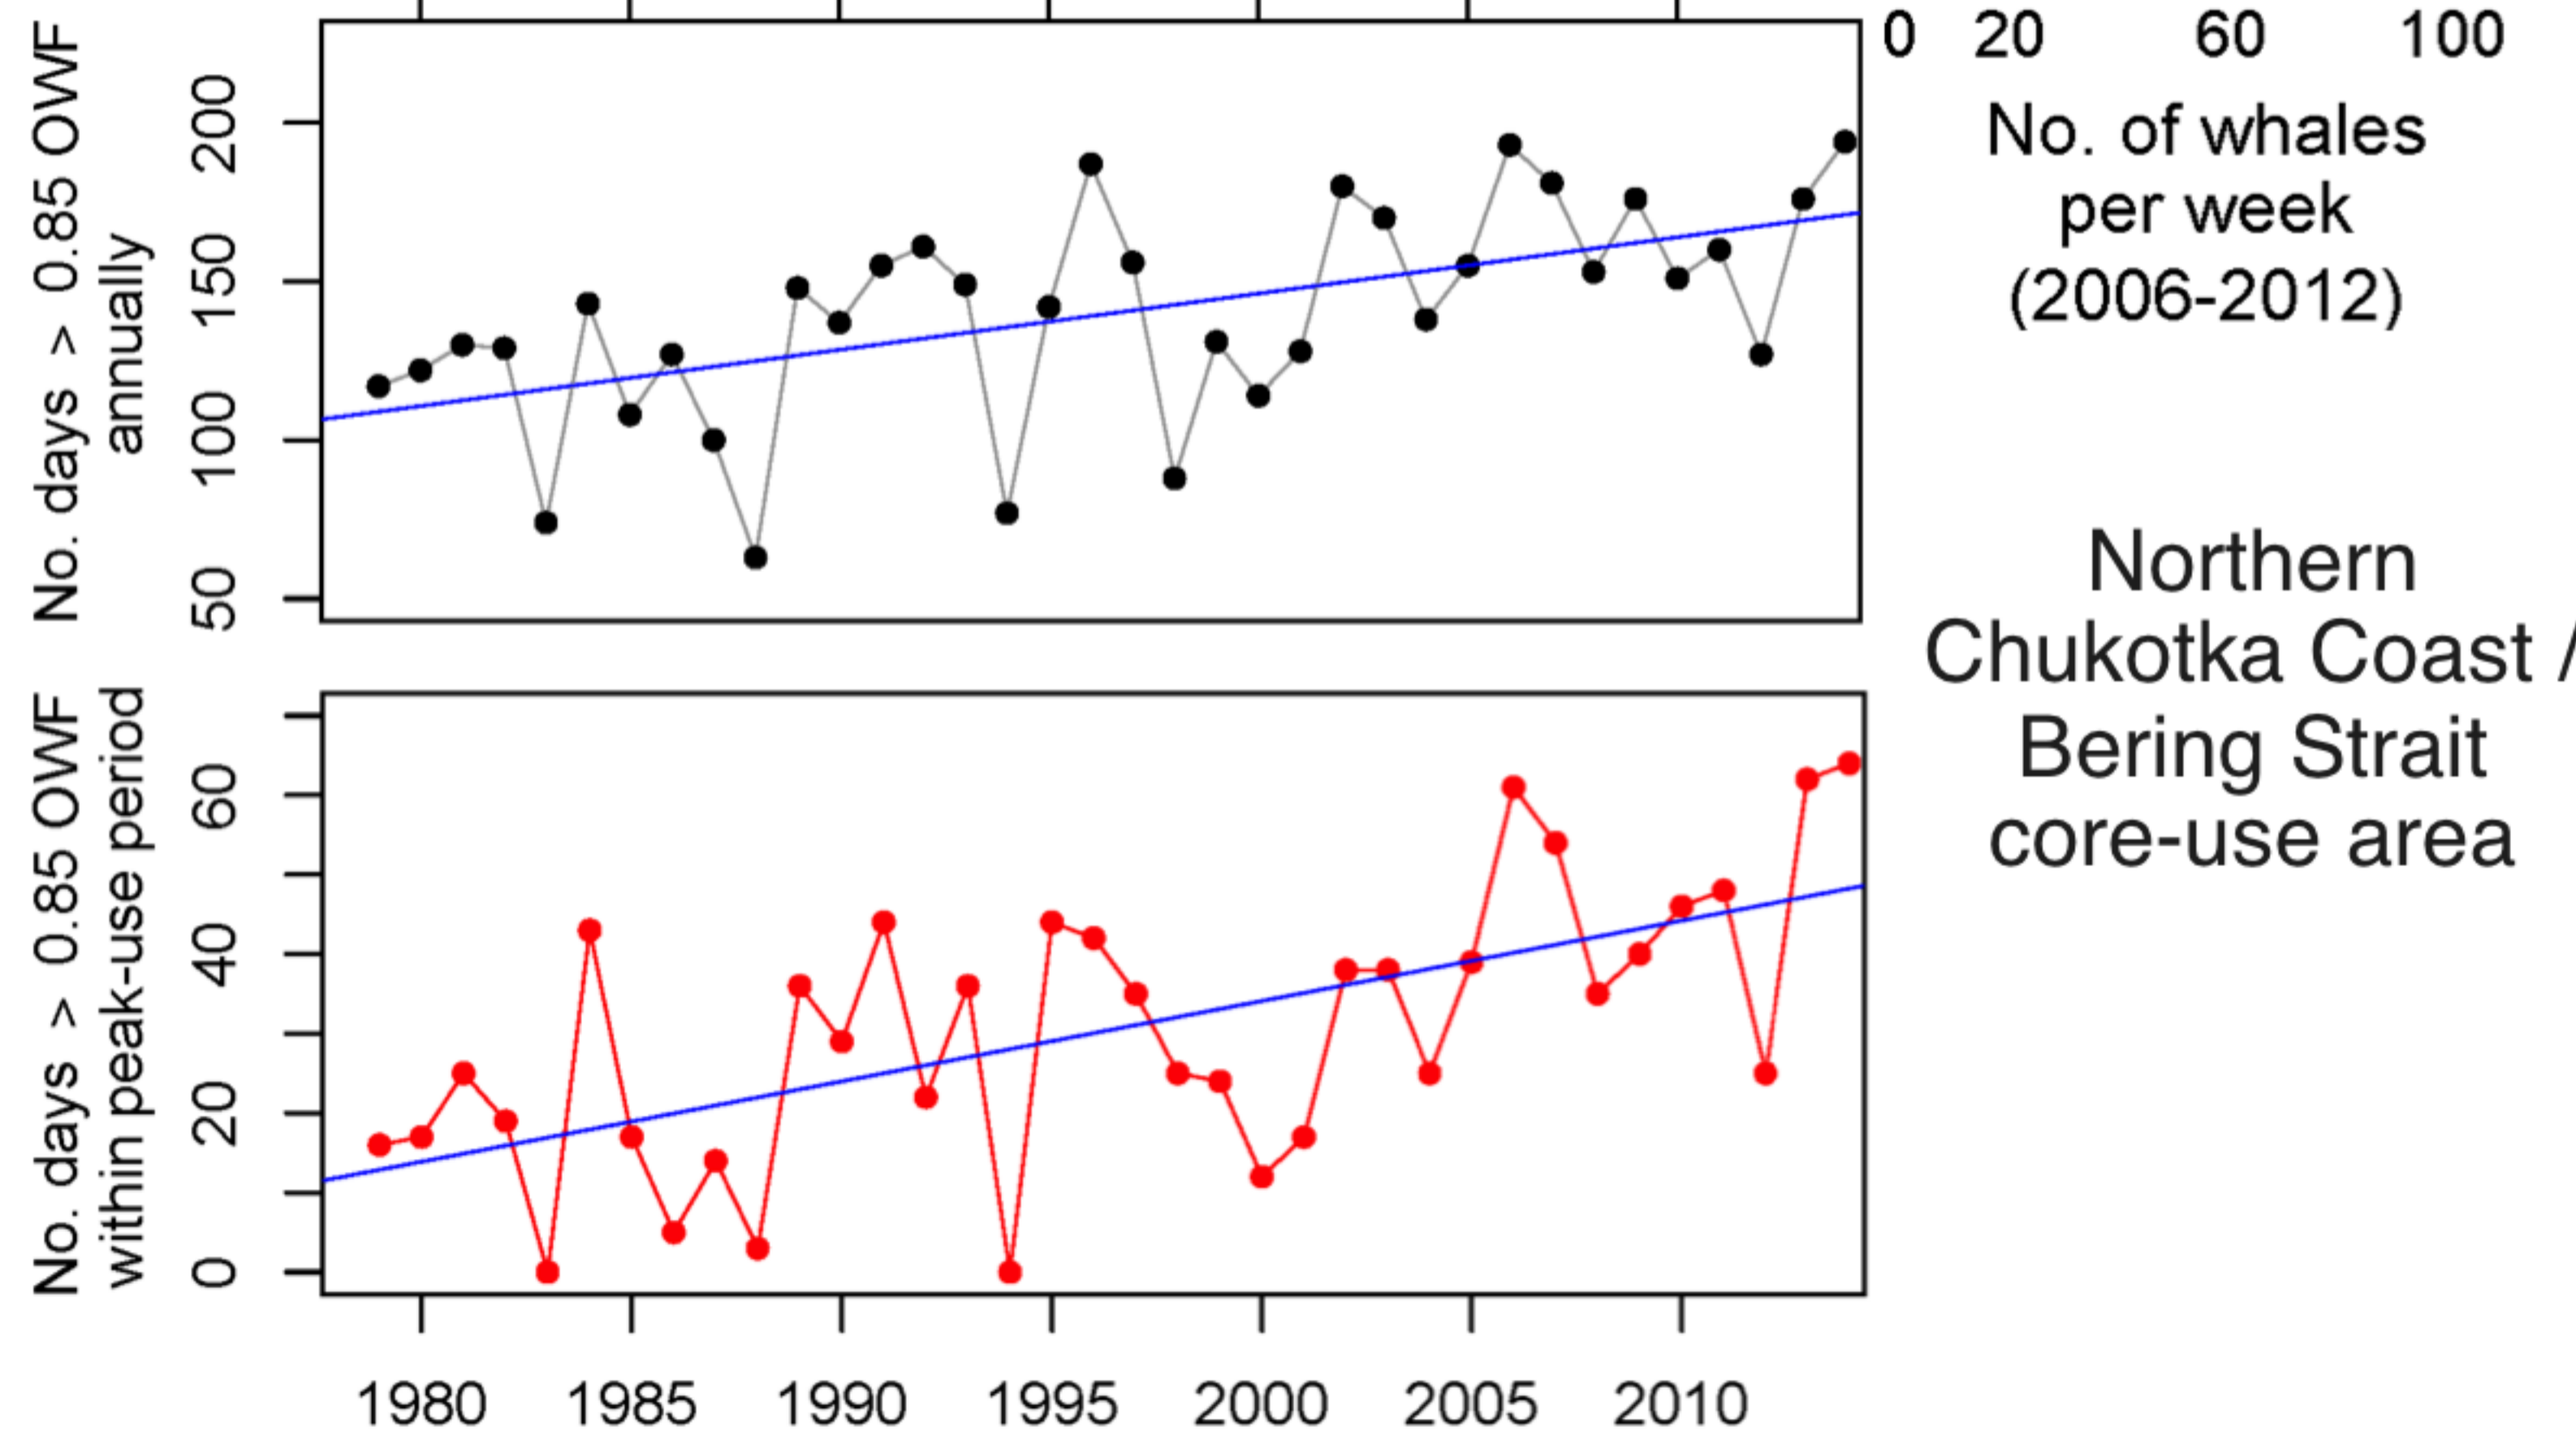 No. days > 0.85 OWF
annually
200
150
100
50
0 20 60 100
No. of whales
per week
(2006-2012)
Northern
Chukotka Coast /
Bering Strait
core-use area
No. days > 0.85 OWF
within peak-use period
60
40
20
0
1980 1985 1990 1995 2000 2005 2010